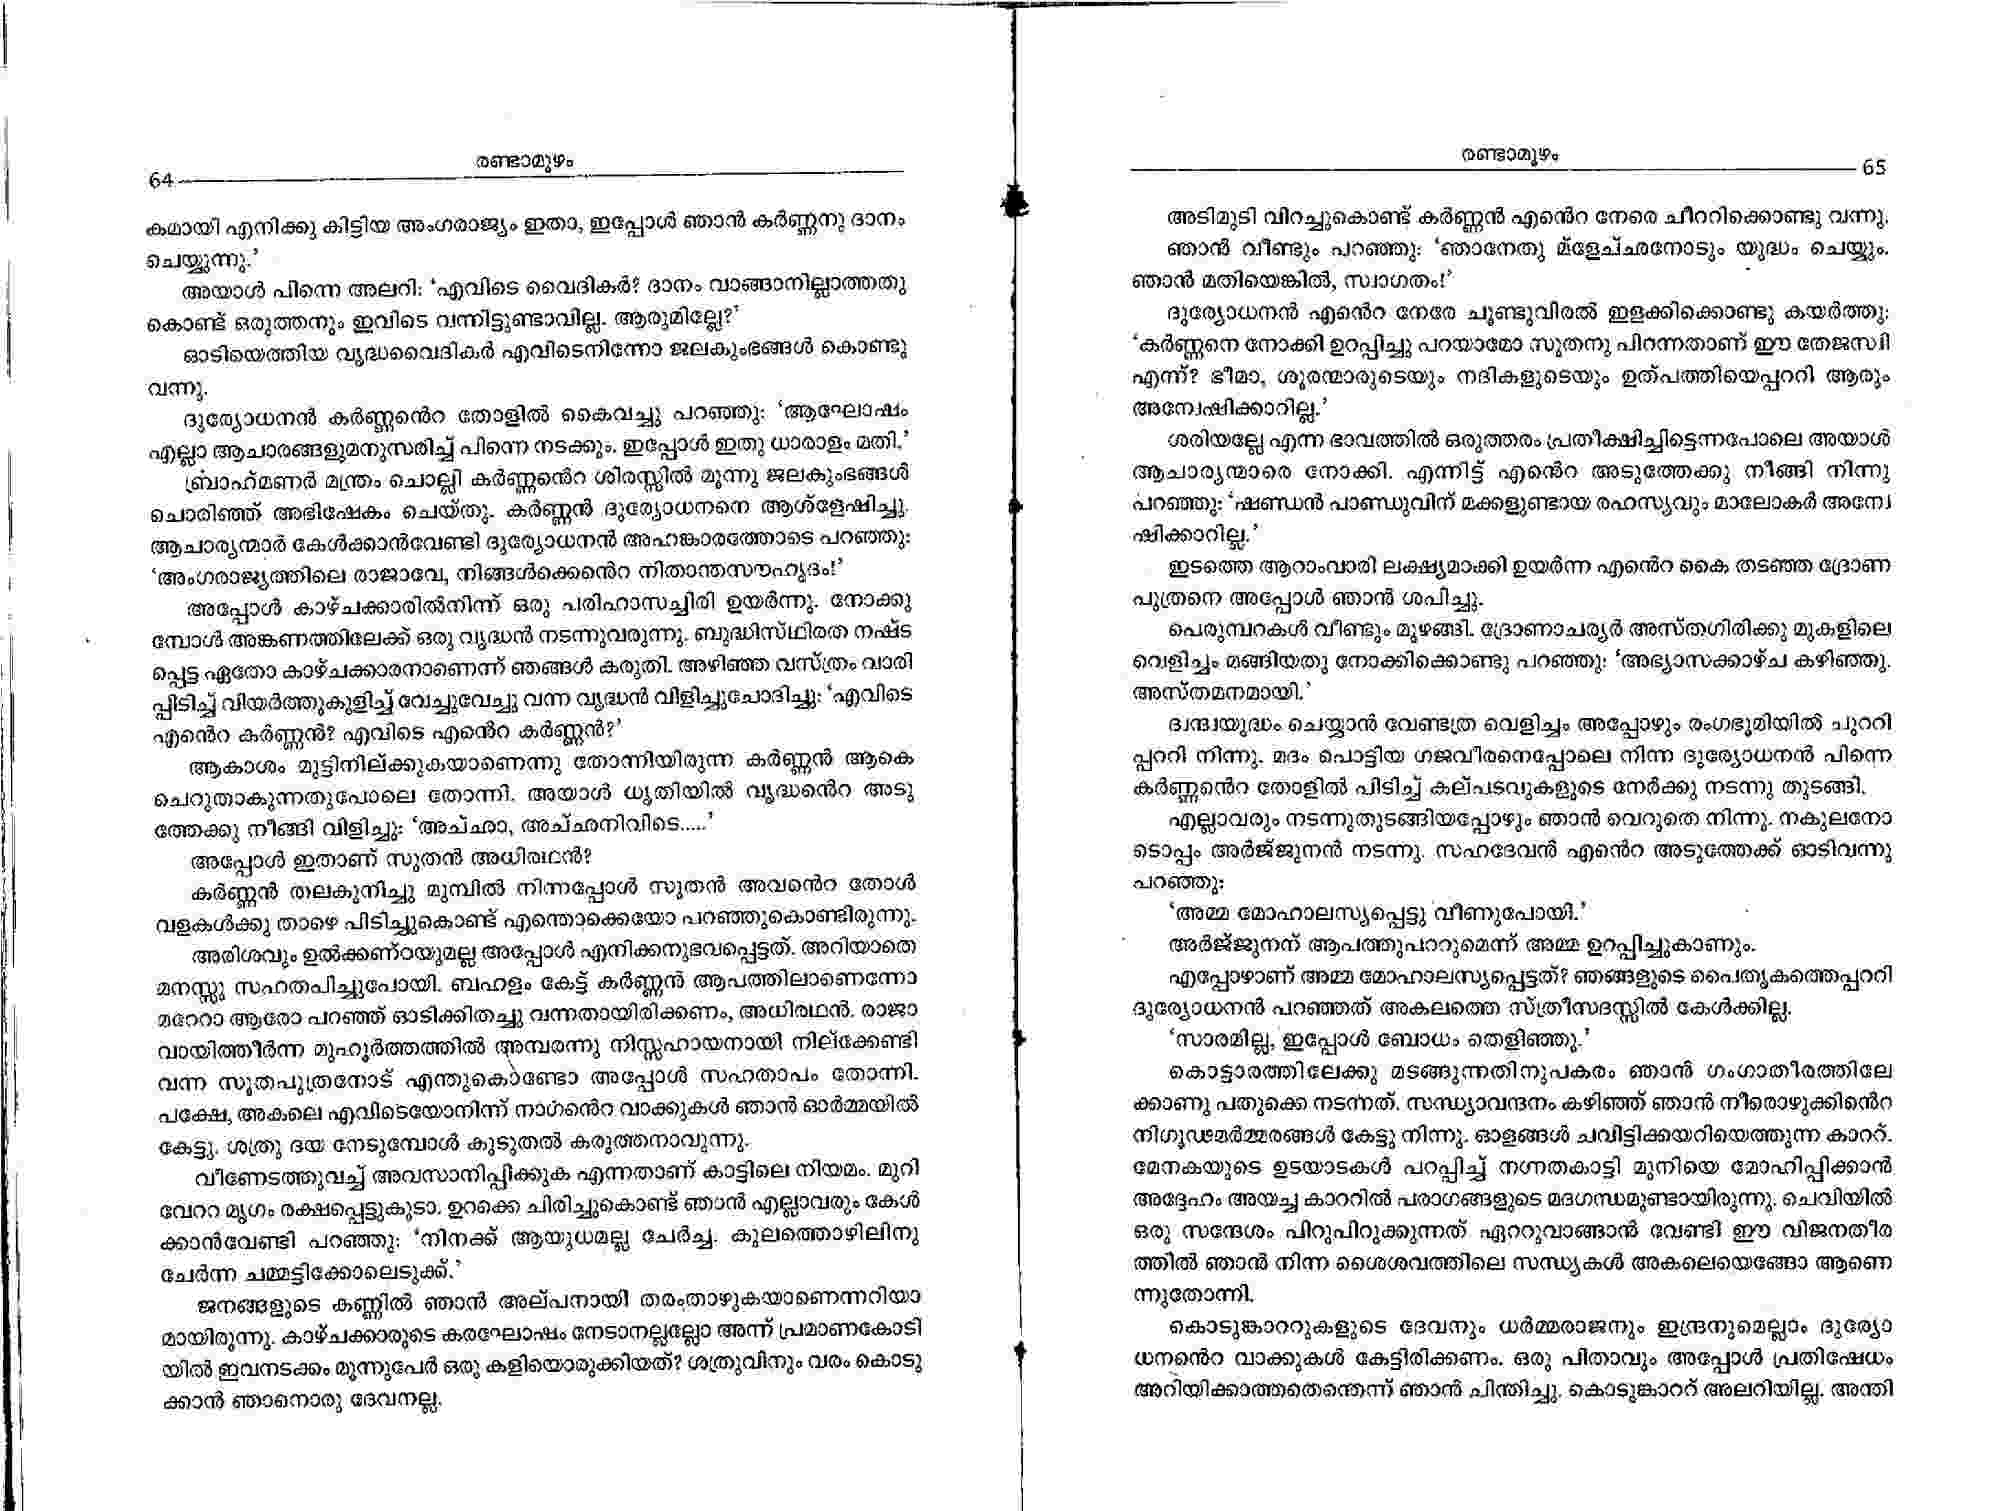 രണ്ടാമൂഴം
64
കമായി എനിക്കു കിട്ടിയ അംഗരാജ്യം ഇതാ, ഇപ്പോൾ ഞാൻ കർണ്ണനു ദാനം
ചെയ്യുന്നു.’
അയാൾ പിന്നെ അലറി: ‘എവിടെ വൈദികർ? ദാനം വാങ്ങാനില്ലാത്തതു
കൊണ്ട് ഒരുത്തനും ഇവിടെ വന്നിട്ടുണ്ടാവില്ല. ആരുമില്ലേ?’
ഓടിയെത്തിയ വൃദ്ധവൈദികർ എവിടെനിന്നോ ജലകുംഭങ്ങൾ കൊണ്ടു
വന്നു.
ദുര്യോധനൻ കർണ്ണന്റെ തോളിൽ കൈവച്ചു പറഞ്ഞു: ‘ആഘോഷം
എല്ലാ ആചാരങ്ങളുമനുസരിച്ച് പിന്നെ നടക്കും. ഇപ്പോൾ ഇതു ധാരാളം മതി.’
ബ്രാഹ്മണർ മന്ത്രം ചൊല്ലി കർണ്ണന്റെ ശിരസ്സിൽ മൂന്നു ജലകുംഭങ്ങൾ
ചൊരിഞ്ഞ് അഭിഷേകം ചെയ്തു. കർണ്ണൻ ദുര്യോധനനെ ആശ്ളേഷിച്ചു.
ആചാര്യന്മാർ കേൾക്കാൻവേണ്ടി ദുര്യോധനൻ അഹങ്കാരത്തോടെ പറഞ്ഞു:
‘അംഗരാജ്യത്തിലെ രാജാവേ, നിങ്ങൾക്കെന്റെ നിതാന്തസൗഹൃദം!’
അപ്പോൾ കാഴ്ചക്കാരിൽനിന്ന് ഒരു പരിഹാസച്ചിരി ഉയർന്നു. നോക്കു
മ്പോൾ അങ്കണത്തിലേക്ക് ഒരു വൃദ്ധൻ നടന്നുവരുന്നു. ബുദ്ധിസ്ഥിരത നഷ്ട
പ്പെട്ട ഏതോ കാഴ്ചക്കാരനാണെന്ന് ഞങ്ങൾ കരുതി. അഴിഞ്ഞ വസ്ത്രം വാരി
പ്പിടിച്ച് വിയർത്തുകുളിച്ച് വേച്ചുവേച്ചു വന്ന വൃദ്ധൻ വിളിച്ചുചോദിച്ചു: ‘എവിടെ
എന്റെ കർണ്ണൻ? എവിടെ എന്റെ കർണ്ണൻ?’
ആകാശം മുട്ടിനില്ക്കുകയാണെന്നു തോന്നിയിരുന്ന കർണ്ണൻ ആകെ
ചെറുതാകുന്നതുപോലെ തോന്നി. അയാൾ ധൃതിയിൽ വൃദ്ധന്റെ അടു
ത്തേക്കു നീങ്ങി വിളിച്ചു: ‘അച്ഛാ, അച്ഛനിവിടെ.....’
അപ്പോൾ ഇതാണ് സൂതൻ അധിരഥൻ?
കർണ്ണൻ തലകുനിച്ചു മുമ്പിൽ നിന്നപ്പോൾ സൂതൻ അവന്റെ തോൾ
വളകൾക്കു താഴെ പിടിച്ചുകൊണ്ട് എന്തൊക്കെയോ പറഞ്ഞുകൊണ്ടിരുന്നു.
അരിശവും ഉൽക്കണ്ഠയുമല്ല അപ്പോൾ എനിക്കനുഭവപ്പെട്ടത്. അറിയാതെ
മനസ്സു സഹതപിച്ചുപോയി. ബഹളം കേട്ട് കർണ്ണൻ ആപത്തിലാണെന്നോ
മറേറാ ആരോ പറഞ്ഞ് ഓടിക്കിതച്ചു വന്നതായിരിക്കണം, അധിരഥൻ. രാജാ
വായിത്തീർന്ന മുഹൂർത്തത്തിൽ അമ്പരന്നു നിസ്സഹായനായി നില്ക്കേണ്ടി
വന്ന സൂതപുത്രനോട് എന്തുകൊണ്ടോ അപ്പോൾ സഹതാപം തോന്നി.
പക്ഷേ, അകലെ എവിടെയോനിന്ന് നാഗന്റെ വാക്കുകൾ ഞാൻ ഓർമ്മയിൽ
കേട്ടു. ശത്രു ദയ നേടുമ്പോൾ കൂടുതൽ കരുത്തനാവുന്നു.
വീണേടത്തുവച്ച് അവസാനിപ്പിക്കുക എന്നതാണ് കാട്ടിലെ നിയമം. മുറി
വേററ മൃഗം രക്ഷപ്പെട്ടുകൂടാ. ഉറക്കെ ചിരിച്ചുകൊണ്ട് ഞാൻ എല്ലാവരും കേൾ
ക്കാൻവേണ്ടി പറഞ്ഞു: ‘നിനക്ക് ആയുധമല്ല ചേർച്ച. കുലത്തൊഴിലിനു
ചേർന്ന ചമ്മട്ടിക്കോലെടുക്ക്.’
ജനങ്ങളുടെ കണ്ണിൽ ഞാൻ അല്പനായി തരംതാഴുകയാണെന്നറിയാ
മായിരുന്നു. കാഴ്ചക്കാരുടെ കരഘോഷം നേടാനല്ലല്ലോ അന്ന് പ്രമാണകോടി
യിൽ ഇവനടക്കം മൂന്നുപേർ ഒരു കളിയൊരുക്കിയത്? ശത്രുവിനും വരം കൊടു
ക്കാൻ ഞാനൊരു ദേവനല്ല.
രണ്ടാമൂഴം
65
അടിമുടി വിറച്ചുകൊണ്ട് കർണ്ണൻ എന്റെ നേരെ ചീററിക്കൊണ്ടു വന്നു.
ഞാൻ വീണ്ടും പറഞ്ഞു: ‘ഞാനേതു മ്ളേച്ഛനോടും യുദ്ധം ചെയ്യും.
ഞാൻ മതിയെങ്കിൽ, സ്വാഗതം!’
ദുര്യോധനൻ എന്റെ നേരേ ചൂണ്ടുവിരൽ ഇളക്കിക്കൊണ്ടു കയർത്തു:
‘കർണ്ണനെ നോക്കി ഉറപ്പിച്ചു പറയാമോ സൂതനു പിറന്നതാണ് ഈ തേജസ്വി
എന്ന്? ഭീമാ, ശൂരന്മാരുടെയും നദികളുടെയും ഉത്പത്തിയെപ്പററി ആരും
അന്വേഷിക്കാറില്ല.’
ശരിയല്ലേ എന്ന ഭാവത്തിൽ ഒരുത്തരം പ്രതീക്ഷിച്ചിട്ടെന്നപോലെ അയാൾ
ആചാര്യന്മാരെ നോക്കി. എന്നിട്ട് എന്റെ അടുത്തേക്കു നീങ്ങി നിന്നു
പറഞ്ഞു: ‘ഷണ്ഡൻ പാണ്ഡുവിന് മക്കളുണ്ടായ രഹസ്യവും മാലോകർ അന്വേ
ഷിക്കാറില്ല.’
ഇടത്തെ ആറാംവാരി ലക്ഷ്യമാക്കി ഉയർന്ന എന്റെ കൈ തടഞ്ഞ ദ്രോണ
പുത്രനെ അപ്പോൾ ഞാൻ ശപിച്ചു.
പെരുമ്പറകൾ വീണ്ടും മുഴങ്ങി. ദ്രോണാചര്യർ അസ്തഗിരിക്കു മുകളിലെ
വെളിച്ചം മങ്ങിയതു നോക്കിക്കൊണ്ടു പറഞ്ഞു: ‘അഭ്യാസക്കാഴ്ച കഴിഞ്ഞു.
അസ്തമനമായി.’
ദ്വന്ദ്വയുദ്ധം ചെയ്യാൻ വേണ്ടത്ര വെളിച്ചം അപ്പോഴും രംഗഭൂമിയിൽ ചുററി
പ്പററി നിന്നു. മദം പൊട്ടിയ ഗജവീരനെപ്പോലെ നിന്ന ദുര്യോധനൻ പിന്നെ
കർണ്ണന്റെ തോളിൽ പിടിച്ച് കല്പടവുകളുടെ നേർക്കു നടന്നു തുടങ്ങി.
എല്ലാവരും നടന്നുതുടങ്ങിയപ്പോഴും ഞാൻ വെറുതെ നിന്നു. നകുലനോ
ടൊപ്പം അർജ്ജുനൻ നടന്നു. സഹദേവൻ എന്റെ അടുത്തേക്ക് ഓടിവന്നു
പറഞ്ഞു:
‘അമ്മ മോഹാലസ്യപ്പെട്ടു വീണുപോയി.’
അർജ്ജുനന് ആപത്തുപററുമെന്ന് അമ്മ ഉറപ്പിച്ചുകാണും.
എപ്പോഴാണ് അമ്മ മോഹാലസ്യപ്പെട്ടത്? ഞങ്ങളുടെ പൈതൃകത്തെപ്പററി
ദുര്യോധനൻ പറഞ്ഞത് അകലത്തെ സ്ത്രീസദസ്സിൽ കേൾക്കില്ല.
‘സാരമില്ല, ഇപ്പോൾ ബോധം തെളിഞ്ഞു.’
കൊട്ടാരത്തിലേക്കു മടങ്ങുന്നതിനുപകരം ഞാൻ ഗംഗാതീരത്തിലേ
ക്കാണു പതുക്കെ നടന്നത്. സന്ധ്യാവന്ദനം കഴിഞ്ഞ് ഞാൻ നീരൊഴുക്കിന്റെ
നിഗൂഢമർമ്മരങ്ങൾ കേട്ടു നിന്നു. ഓളങ്ങൾ ചവിട്ടിക്കയറിയെത്തുന്ന കാററ്.
മേനകയുടെ ഉടയാടകൾ പറപ്പിച്ച് നഗ്നതകാട്ടി മുനിയെ മോഹിപ്പിക്കാൻ
അദ്ദേഹം അയച്ച കാററിൽ പരാഗങ്ങളുടെ മദഗന്ധമുണ്ടായിരുന്നു. ചെവിയിൽ
ഒരു സന്ദേശം പിറുപിറുക്കുന്നത് ഏററുവാങ്ങാൻ വേണ്ടി ഈ വിജനതീര
ത്തിൽ ഞാൻ നിന്ന ശൈശവത്തിലെ സന്ധ്യകൾ അകലെയെങ്ങോ ആണെ
ന്നുതോന്നി.
കൊടുങ്കാററുകളുടെ ദേവനും ധർമ്മരാജനും ഇന്ദ്രനുമെല്ലാം ദുര്യോ
ധനന്റെ വാക്കുകൾ കേട്ടിരിക്കണം. ഒരു പിതാവും അപ്പോൾ പ്രതിഷേധം
അറിയിക്കാത്തതെന്തെന്ന് ഞാൻ ചിന്തിച്ചു. കൊടുങ്കാററ് അലറിയില്ല. അന്തി